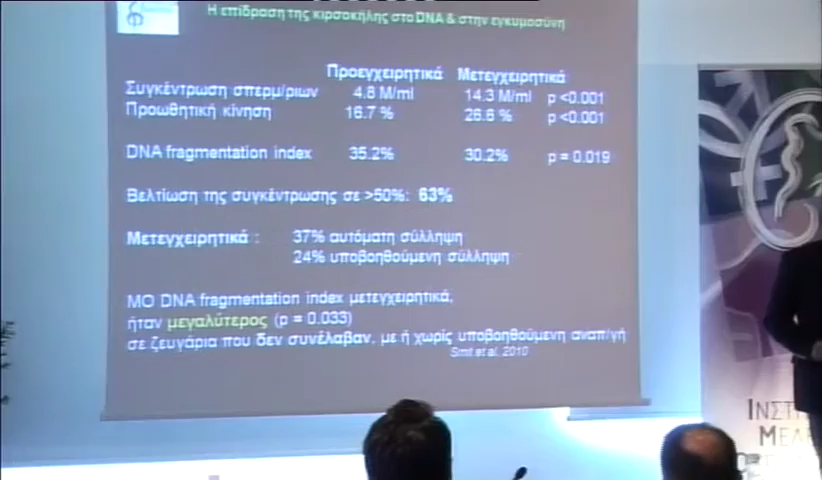 Η επίδραση της κιρσοκήλης στο DNA & στην εγκυμοσύνη
Προεγχειρητικά Μετεγχειρητικά
Συγκέντρωση σπερμ/ριων 4.8 M/ml 14.3 M/ml p <0.001
Προωθητική κίνηση 16.7 % 26.6 % p <0.001
DNA fragmentation index 35.2% 30.2% p = 0.019
Βελτίωση της συγκέντρωσης σε >50%: 63%
Μετεγχειρητικά : 37% αυτόματη σύλληψη
24% υποβοηθούμενη σύλληψη
ΜΟ DNA fragmentation index μετεγχειρητικά,
ήταν μεγαλύτερος (p = 0.033)
σε ζευγάρια που δεν συνέλαβαν, με ή χωρίς υποβοηθούμενη αναπ/γή
Smit et al, 2010
ΙΝΣΤ
ΜΕΛ